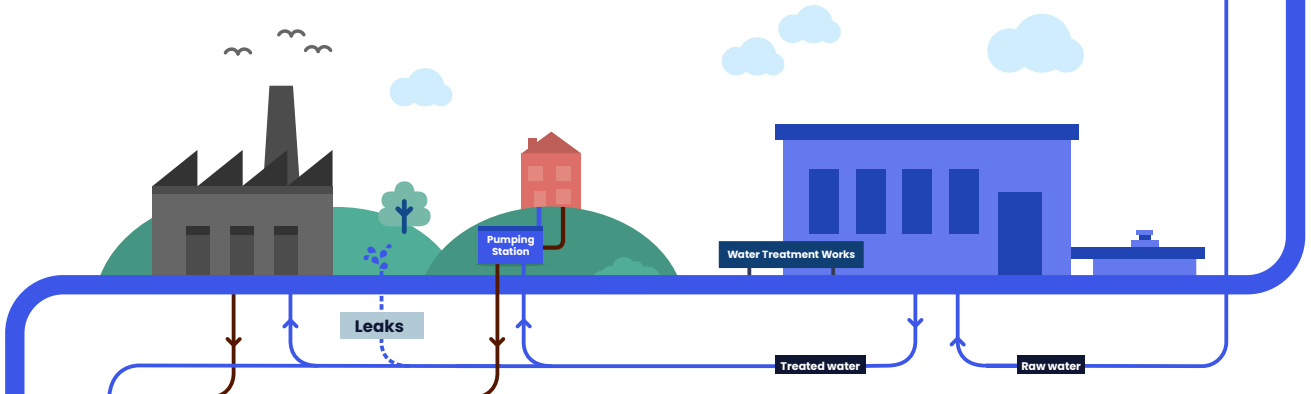 Pumping
Station
Water Treatment Works
Leaks
Treated water
Raw water